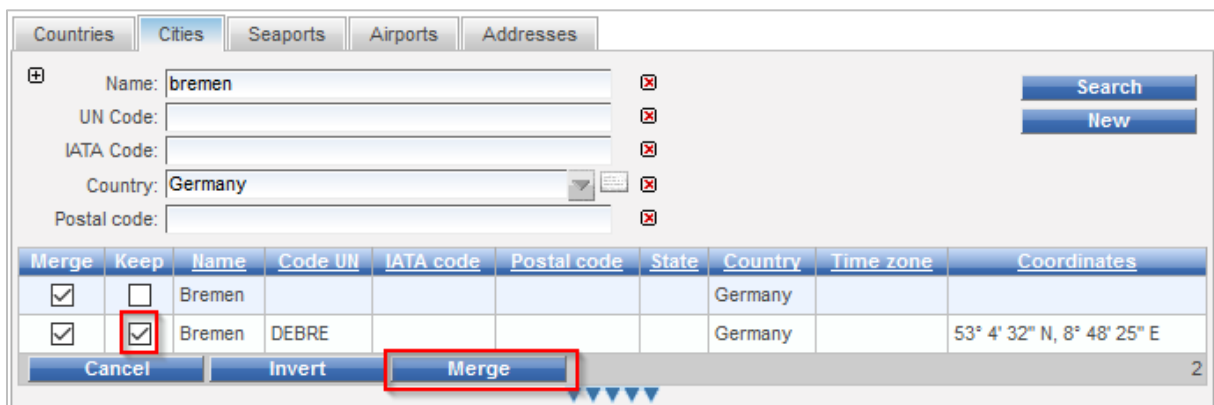 Countries Cities Seaports Airports Addresses
Name: bremen Search
UN Code: New
IATA Code:
Country: Germany
Postal code:
Merge Keep Name Code UN IATA code Postal code State Country Time zone Coordinates
Bremen Germany
Bremen DEBRE Germany 53° 4' 32" N, 8° 48' 25" E
Cancel Invert Merge 2